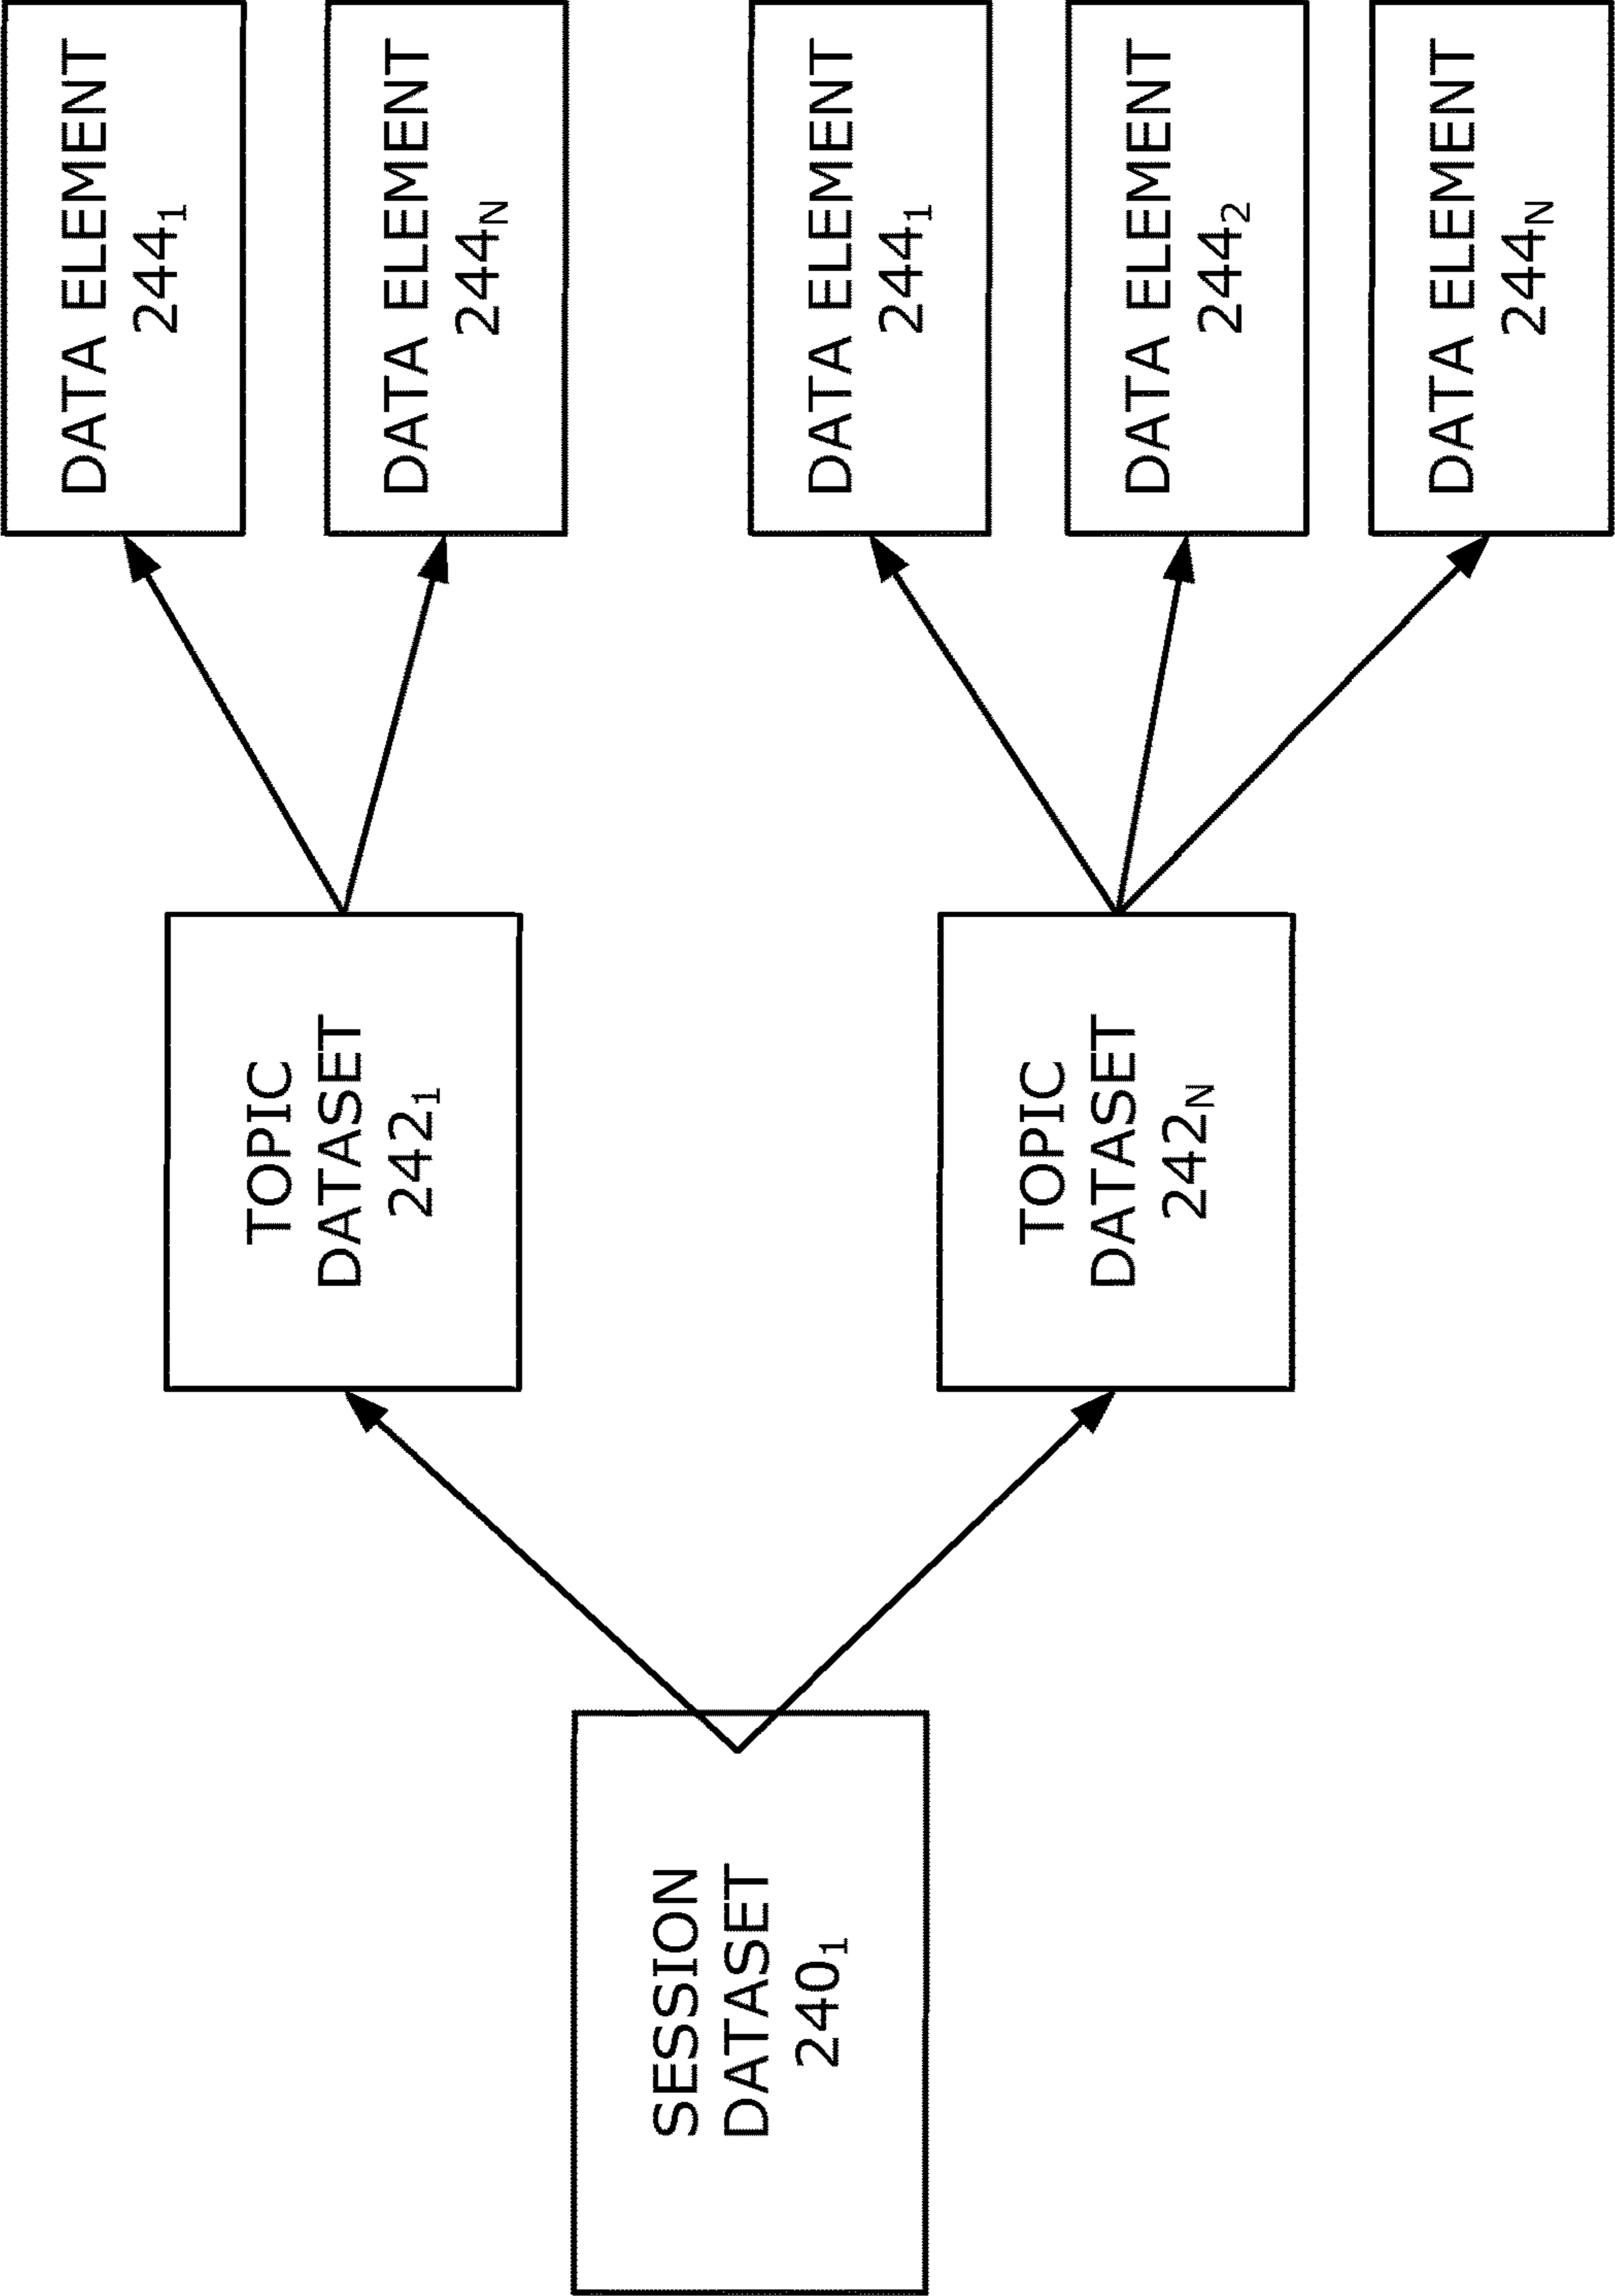 SESSION
DATASET
240₁
TOPIC
DATASET
242₁
TOPIC
DATASET
242N
DATA ELEMENT
244₁
DATA ELEMENT
244N
DATA ELEMENT
244₁
DATA ELEMENT
244₂
DATA ELEMENT
244N